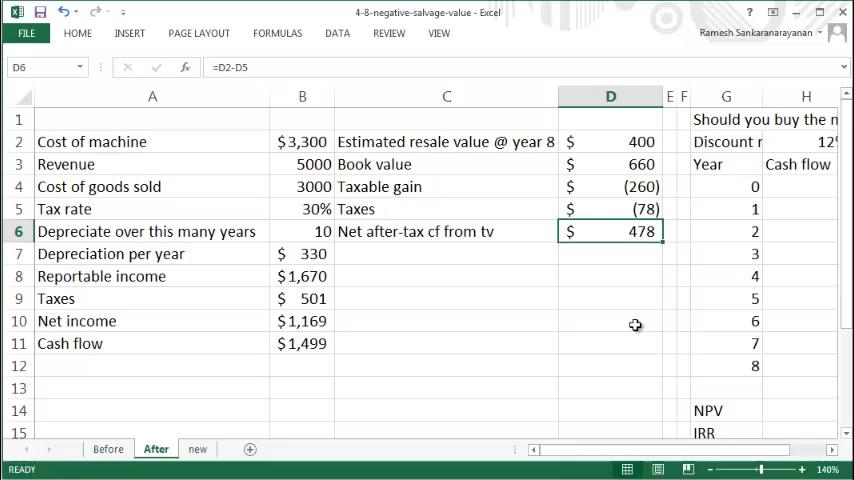 4-8-negative-salvage-value - Excel
FILE HOME INSERT PAGE LAYOUT FORMULAS DATA REVIEW VIEW Ramesh Sankaranarayanan
D6 =D2-D5
A B C D E F G H
1 Should you buy the m
2 Cost of machine $3,300 Estimated resale value @ year 8 $ 400 Discount r 12%
3 Revenue 5000 Book value $ 660 Year Cash flow
4 Cost of goods sold 3000 Taxable gain $ (260) 0
5 Tax rate 30% Taxes $ (78) 1
6 Depreciate over this many years 10 Net after-tax cf from tv $ 478 2
7 Depreciation per year $ 330 3
8 Reportable income $1,670 4
9 Taxes $ 501 5
10 Net income $1,169 6
11 Cash flow $1,499 7
12 8
13
14 NPV
15 IRR
Before After new
READY 140%